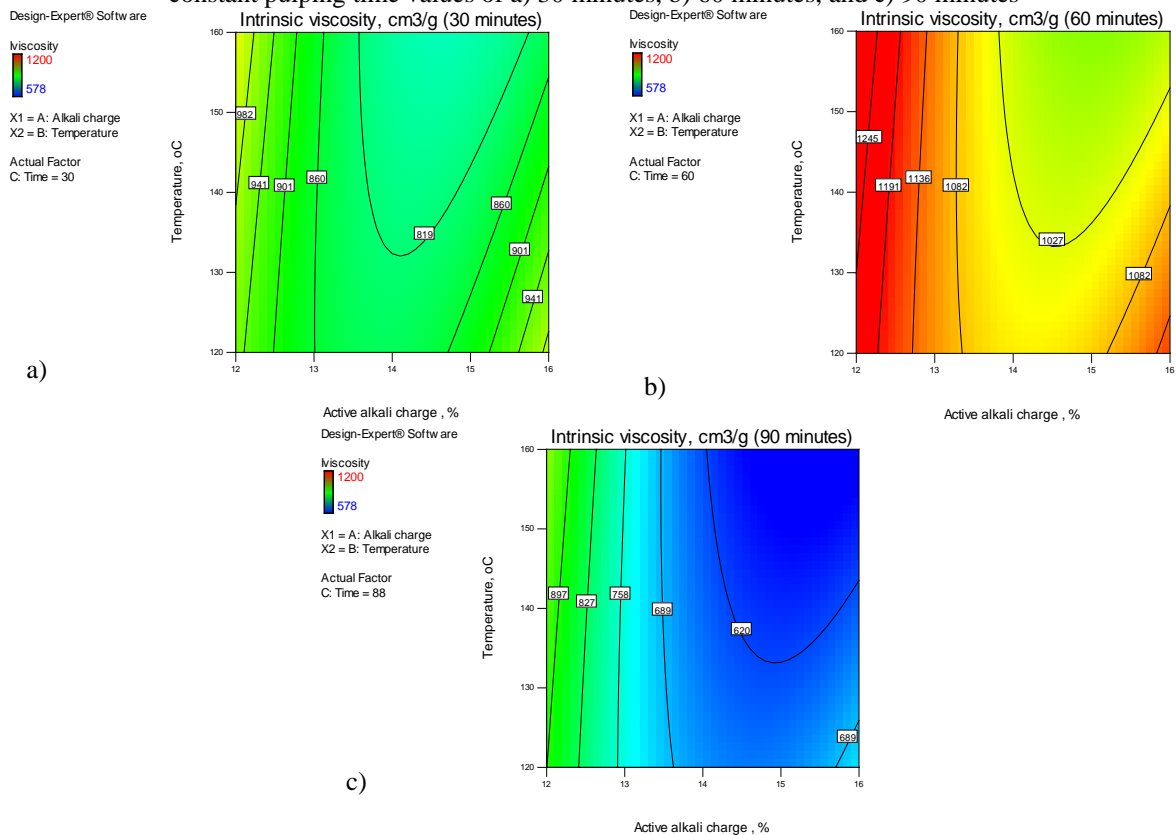 constant pulping time values of a) 30 minutes, b) 60 minutes, and c) 90 minutes
Design-Expert® Software
Iviscosity
1200
578
X1 = A: Alkali charge
X2 = B: Temperature
Actual Factor
C: Time = 30
Intrinsic viscosity, cm3/g (30 minutes)
Temperature, oC
160
150
140
130
120
12
13
14
15
16
982
941
901
860
819
860
901
941
Active alkali charge , %
a)
Design-Expert® Software
Iviscosity
1200
578
X1 = A: Alkali charge
X2 = B: Temperature
Actual Factor
C: Time = 60
Intrinsic viscosity, cm3/g (60 minutes)
Temperature, oC
160
150
140
130
120
12
13
14
15
16
1245
1191
1136
1082
1027
1082
Active alkali charge , %
b)
Design-Expert® Software
Iviscosity
1200
578
X1 = A: Alkali charge
X2 = B: Temperature
Actual Factor
C: Time = 88
Intrinsic viscosity, cm3/g (90 minutes)
Temperature, oC
160
150
140
130
120
12
13
14
15
16
897
827
758
689
620
689
Active alkali charge , %
c)